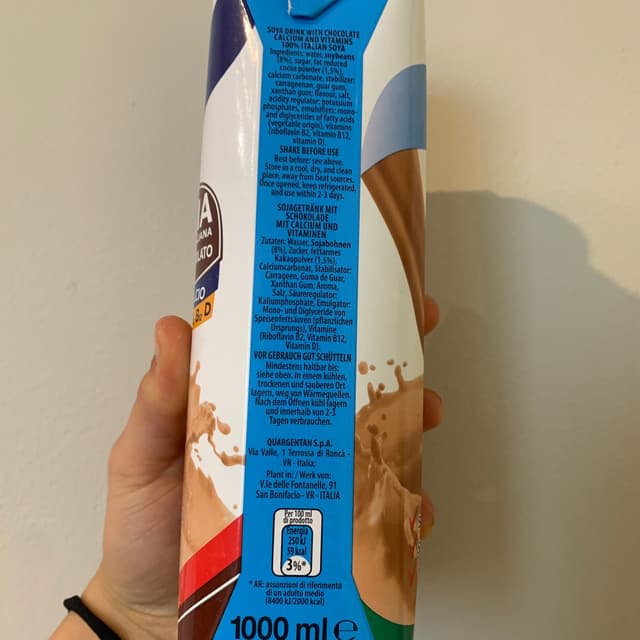 SOYA DRINK WITH CHOCOLATE
CALCIUM AND VITAMINS
100% ITALIAN SOYA
Ingredients: water, soybeans
(8%), sugar, fat reduced
cocoa powder (1,5%),
calcium carbonate, stabilizer:
carrageenan, guar gum,
xanthan gum; flavour, salt,
acidity regulator: potassium
phosphates, emulsifiers: mono-
and diglycerides of fatty acids
(vegetable origin), vitamins
(riboflavin B2, vitamin B12,
vitamin D).
SHAKE BEFORE USE
Best before: see above.
Store in a cool, dry, and clean
place, away from heat sources.
Once opened, keep refrigerated,
and use within 2-3 days.
SOJAGETRÄNK MIT
SCHOKOLADE
MIT CALCIUM UND
VITAMINEN
Zutaten: Wasser, Sojabohnen
(8%), Zucker, fettarmes
Kakaopulver (1,5%),
Calciumcarbonat, Stabilisator:
Carrageen, Guma de Guar,
Xanthan Gum; Aroma,
Salz, Säureregulator:
Kaliumphosphate, Emulgator:
Mono- und Diglyceride von
Speisenfettsäuren (pflanzlichen
Ursprungs), Vitamine
(Riboflavin B2, Vitamin B12,
Vitamin D).
VOR GEBRAUCH GUT SCHÜTTELN
Mindestens haltbar bis:
siehe oben. In einem kühlen,
trockenen und sauberen Ort
lagern, weg von Wärmequellen.
Nach dem Öffnen kühl lagern
und innerhalb von 2-3
Tagen verbrauchen.
QUARGENTAN S.p.A.
Via Valle, 1 Terrossa di Roncà -
VR - Italia;
Plant in: / Werk von:
V.le delle Fontanelle, 91
San Bonifacio - VR - ITALIA
Per 100 ml
di prodotto
Energia
250 kJ
59 kcal
3%*
* AR: assunzioni di riferimento
di un adulto medio
(8400 kJ/2000 kcal)
1000 ml e
A
ANA
LATO
CIO
B2 D